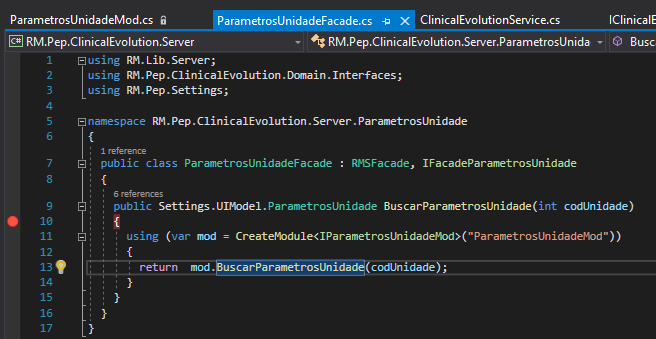 ParametrosUnidadeMod.cs ParametrosUnidadeFacade.cs ClinicalEvolutionService.cs IClinicalE
C# RM.Pep.ClinicalEvolution.Server RM.Pep.ClinicalEvolution.Server.ParametrosUnida Busc
1 using RM.Lib.Server;
2 using RM.Pep.ClinicalEvolution.Domain.Interfaces;
3 using RM.Pep.Settings;
4
5 namespace RM.Pep.ClinicalEvolution.Server.ParametrosUnidade
6 {
1 reference
7 public class ParametrosUnidadeFacade : RMSFacade, IFacadeParametrosUnidade
8 {
6 references
9 public Settings.UIModel.ParametrosUnidade BuscarParametrosUnidade(int codUnidade)
10 {
11 using (var mod = CreateModule<IParametrosUnidadeMod>("ParametrosUnidadeMod"))
12 {
13 return mod.BuscarParametrosUnidade(codUnidade);
14 }
15 }
16 }
17 }